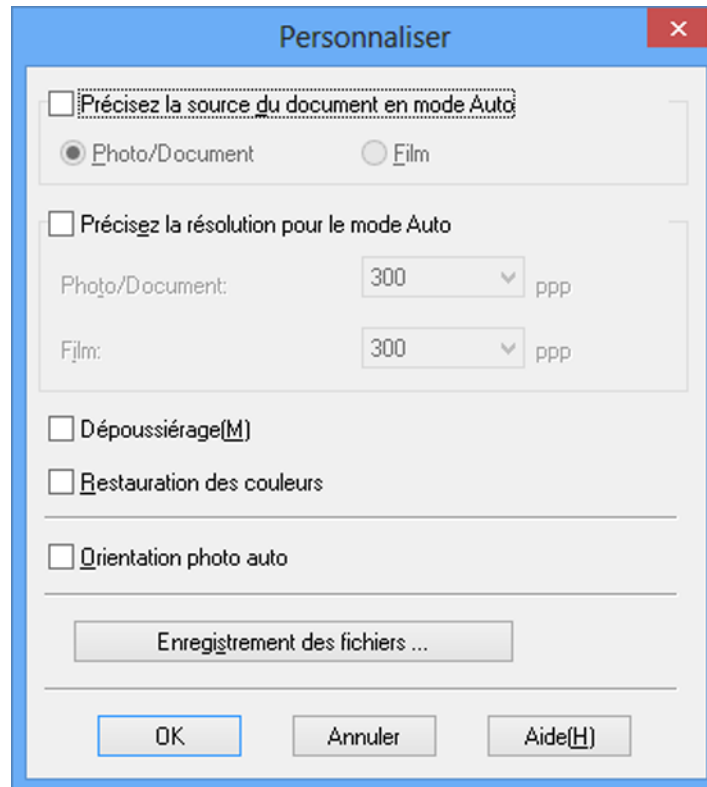 Personnaliser
Précisez la source du document en mode Auto
Photo/Document Film
Précisez la résolution pour le mode Auto
Photo/Document: 300 ppp
Film: 300 ppp
Dépoussiérage(M)
Restauration des couleurs
Orientation photo auto
Enregistrement des fichiers ...
OK Annuler Aide(H)